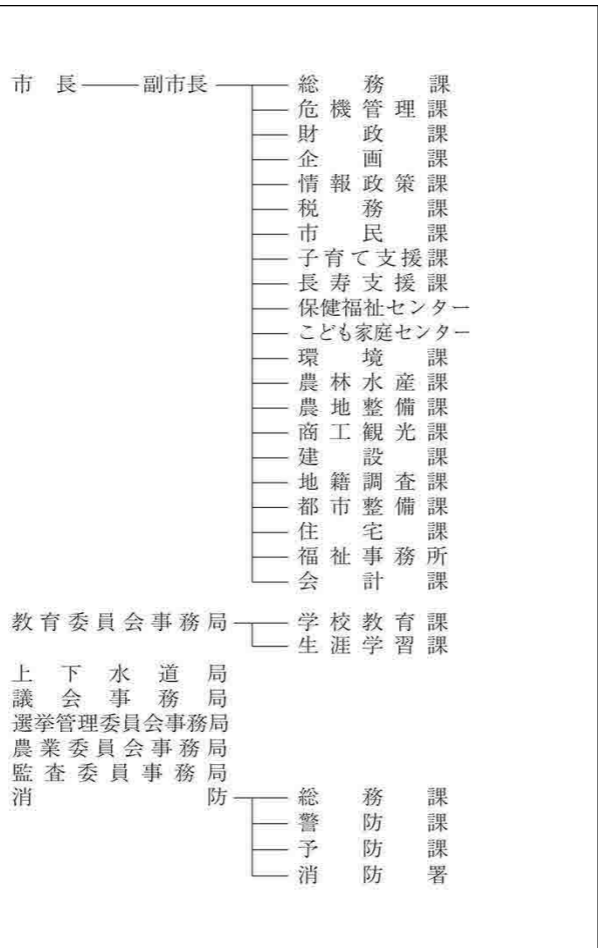 市長 副市長 総務課
危機管理課
財政課
企画課
情報政策課
税務課
市民課
子育て支援課
長寿支援課
保健福祉センター
こども家庭センター
環境課
農林水産課
農地整備課
商工観光課
建設課
地籍調査課
都市整備課
住宅課
福祉事務所
会計課
教育委員会事務局 学校教育課
生涯学習課
上下水道局
議会事務局
選挙管理委員会事務局
農業委員会事務局
監査委員事務局
消防 総務課
警防課
予防課
消防署